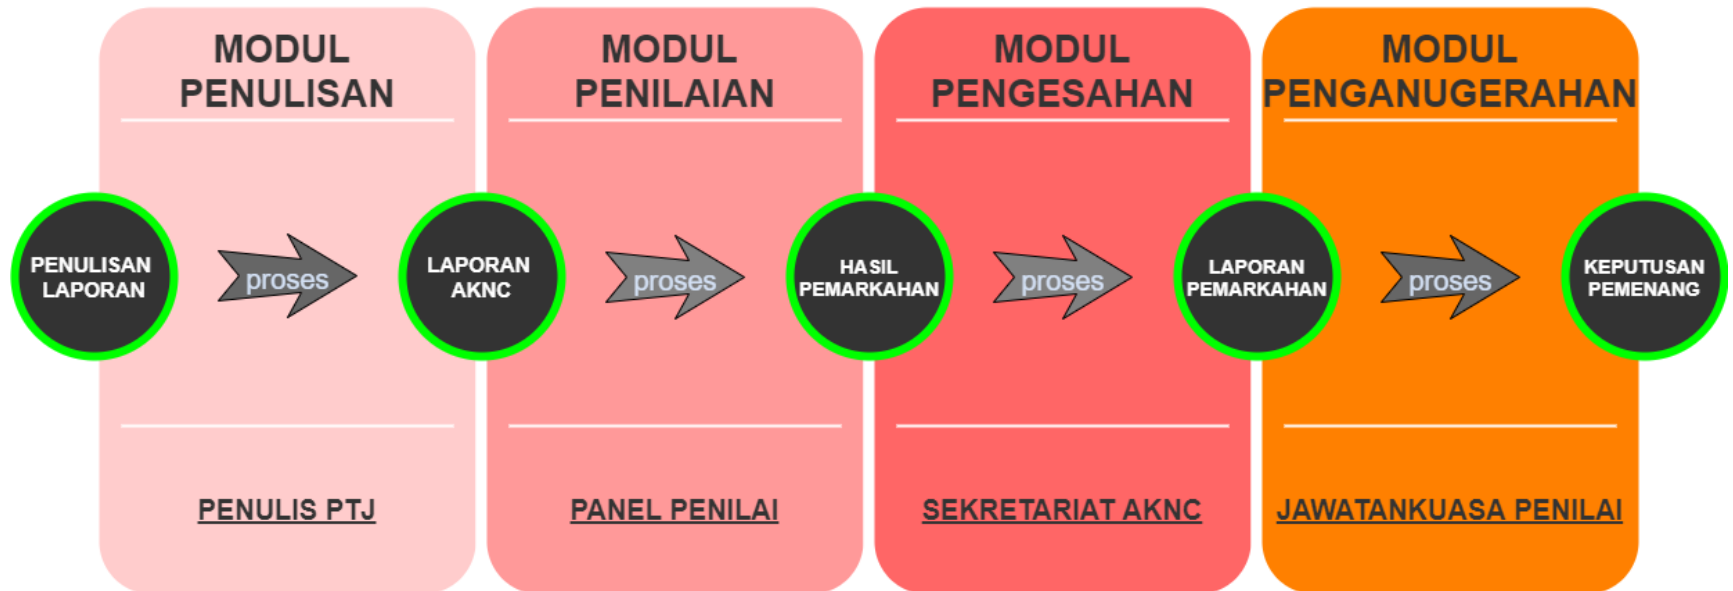 MODUL
PENULISAN
MODUL
PENILAIAN
MODUL
PENGESAHAN
MODUL
PENGANUGERAHAN
PENULISAN
LAPORAN
proses
LAPORAN
AKNC
proses
HASIL
PEMARKAHAN
proses
LAPORAN
PEMARKAHAN
proses
KEPUTUSAN
PEMENANG
PENULIS PTJ
PANEL PENILAI
SEKRETARIAT AKNC
JAWATANKUASA PENILAI